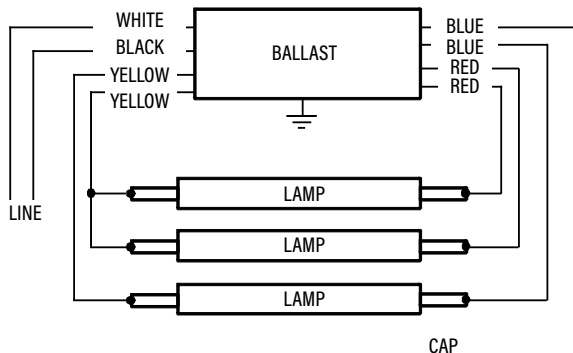 WHITE
BLACK
YELLOW
YELLOW
BALLAST
BLUE
BLUE
RED
RED
LINE
LAMP
LAMP
LAMP
CAP